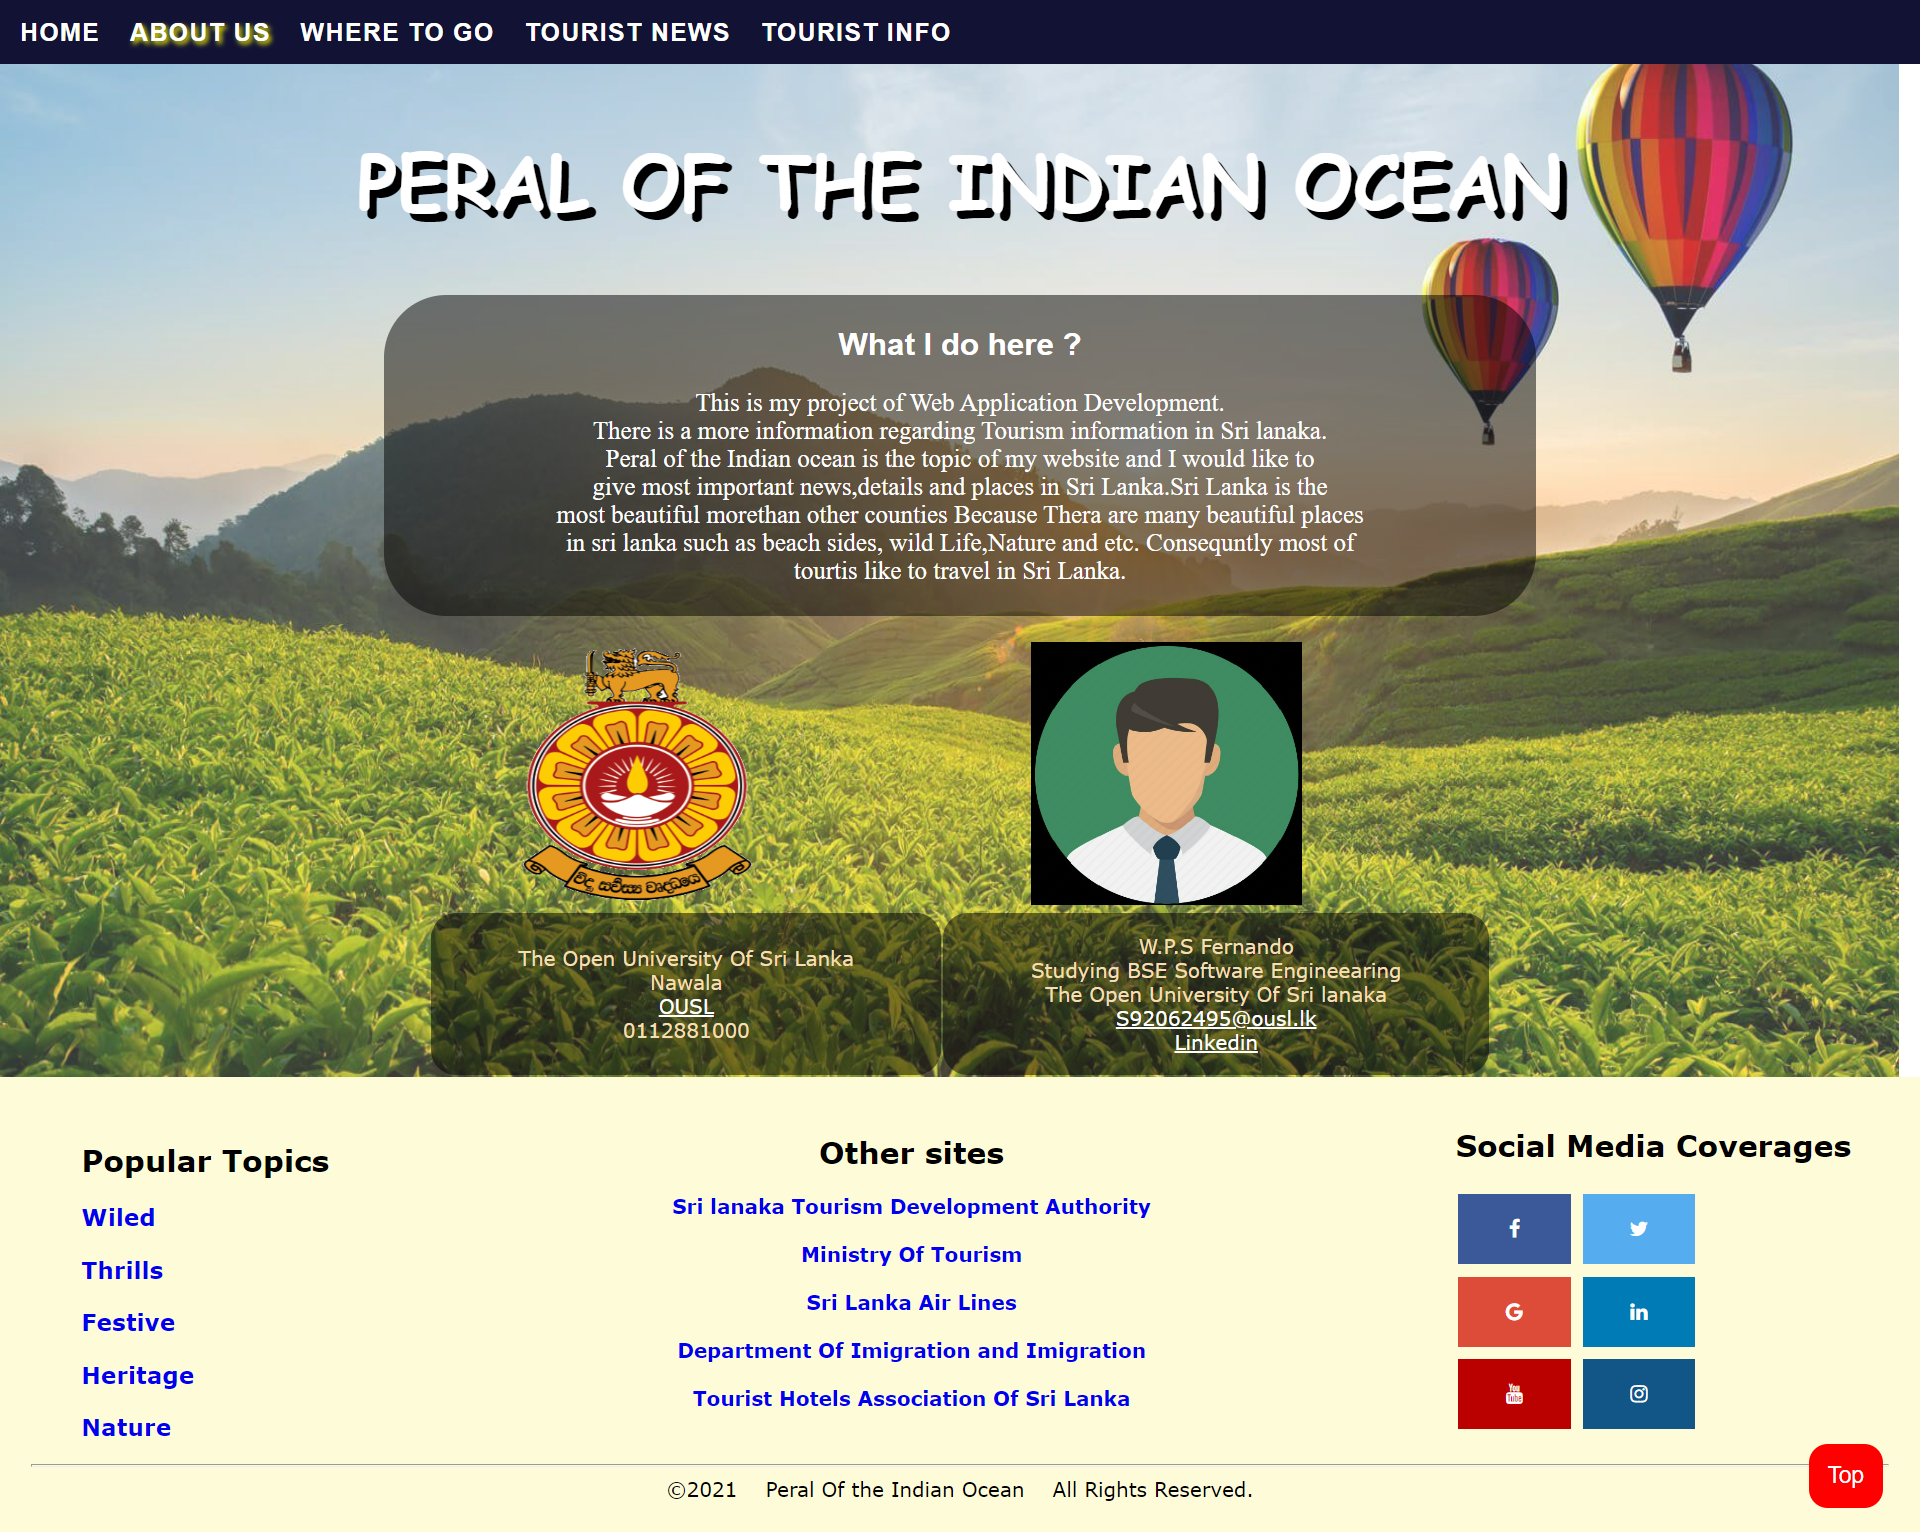 HOME ABOUT US WHERE TO GO TOURIST NEWS TOURIST INFO
PERAL OF THE INDIAN OCEAN
What I do here ?
This is my project of Web Application Development.
There is a more information regarding Tourism information in Sri lanaka.
Peral of the Indian ocean is the topic of my website and I would like to
give most important news,details and places in Sri Lanka.Sri Lanka is the
most beautiful morethan other counties Because Thera are many beautiful places
in sri lanka such as beach sides, wild Life,Nature and etc. Consequntly most of
tourtis like to travel in Sri Lanka.
The Open University Of Sri Lanka
Nawala
OUSL
0112881000
W.P.S Fernando
Studying BSE Software Engineearing
The Open University Of Sri lanaka
S92062495@ousl.lk
Linkedin
Popular Topics
Wiled
Thrills
Festive
Heritage
Nature
Other sites
Sri lanaka Tourism Development Authority
Ministry Of Tourism
Sri Lanka Air Lines
Department Of Imigration and Imigration
Tourist Hotels Association Of Sri Lanka
Social Media Coverages
You
Tube
Top
©2021 Peral Of the Indian Ocean All Rights Reserved.